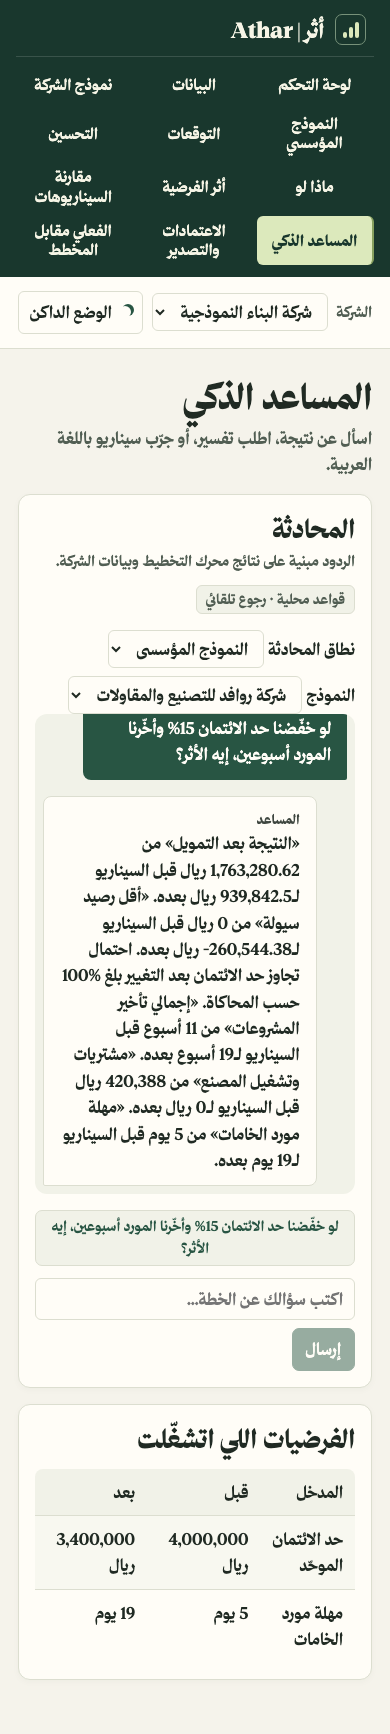 أثر | Athar
لوحة التحكم
البيانات
نموذج الشركة
النموذج المؤسسي
التوقعات
التحسين
ماذا لو
أثر الفرضية
مقارنة السيناريوهات
المساعد الذكي
الاعتمادات والتصدير
الفعلي مقابل المخطط
الشركة
شركة البناء النموذجية
الوضع الداكن
المساعد الذكي
اسأل عن نتيجة، اطلب تفسير، أو جرّب سيناريو باللغة
العربية.
المحادثة
الردود مبنية على نتائج محرك التخطيط وبيانات الشركة.
قواعد محلية · رجوع تلقائي
نطاق المحادثة النموذج المؤسسي
النموذج شركة روافد للتصنيع والمقاولات
لو خفّضنا حد الائتمان 15% وأخّرنا
المورد أسبوعين، إيه الأثر؟
المساعد
«النتيجة بعد التمويل» من
1,763,280.62 ريال قبل السيناريو
لـ939,842.5 ريال بعده. «أقل رصيد
سيولة» من 0 ريال قبل السيناريو
لـ260,544.38- ريال بعده. احتمال
تجاوز حد الائتمان بعد التغيير بلغ 100%
حسب المحاكاة. «إجمالي تأخير
المشروعات» من 11 أسبوع قبل
السيناريو لـ19 أسبوع بعده. «مشتريات
وتشغيل المصنع» من 420,388 ريال
قبل السيناريو لـ0 ريال بعده. «مهلة
مورد الخامات» من 5 يوم قبل السيناريو
لـ19 يوم بعده.
لو خفّضنا حد الائتمان 15% وأخّرنا المورد أسبوعين، إيه
الأثر؟
اكتب سؤالك عن الخطة...
إرسال
الفرضيات اللي اتشغّلت
المدخل قبل بعد
حد الائتمان الموحّد 4,000,000 ريال 3,400,000 ريال
مهلة مورد الخامات 5 يوم 19 يوم